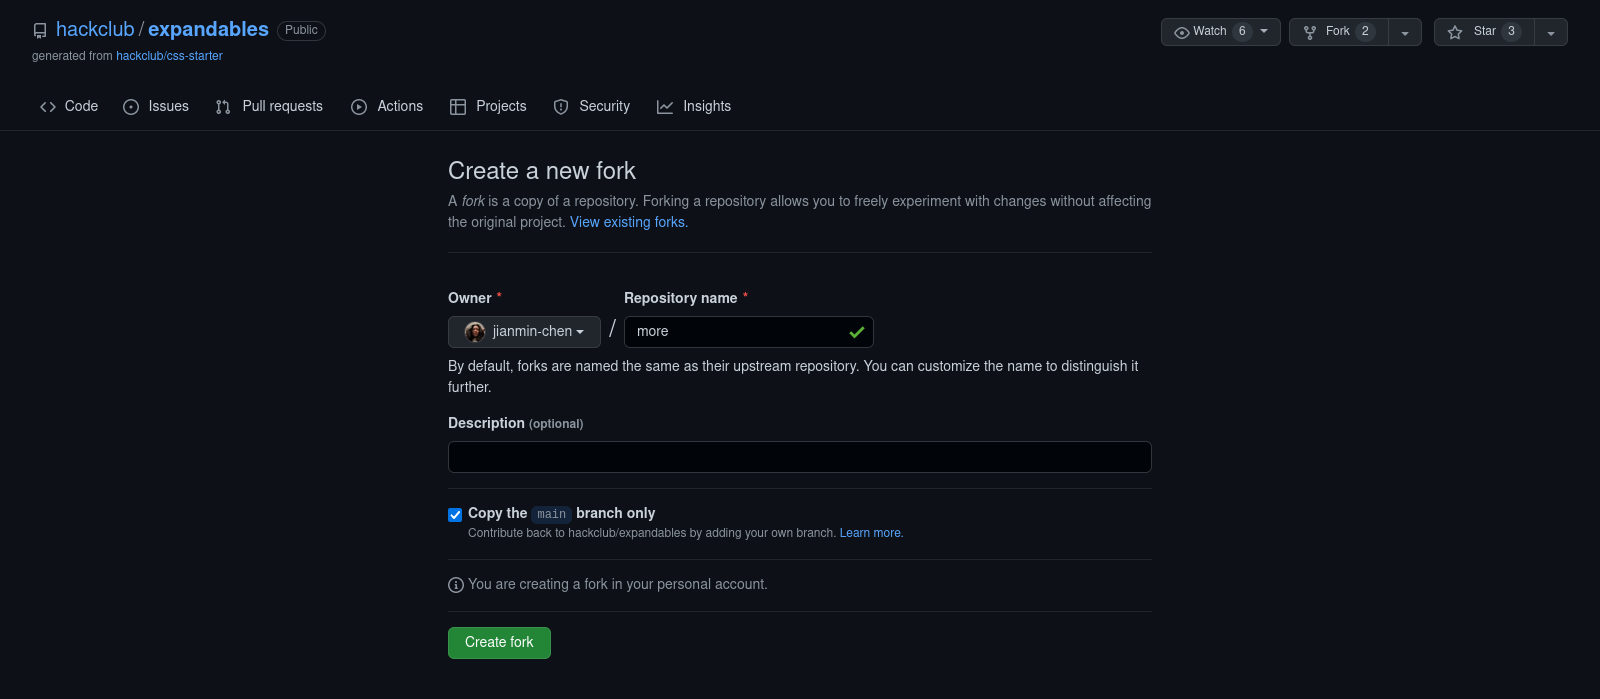 hackclub / expandables Public
Watch 6
Fork 2
Star 3
generated from hackclub/css-starter
Code Issues Pull requests Actions Projects Security Insights
Create a new fork
A fork is a copy of a repository. Forking a repository allows you to freely experiment with changes without affecting
the original project. View existing forks.
Owner * Repository name *
jianmin-chen / more
By default, forks are named the same as their upstream repository. You can customize the name to distinguish it
further.
Description (optional)
Copy the main branch only
Contribute back to hackclub/expandables by adding your own branch. Learn more.
You are creating a fork in your personal account.
Create fork